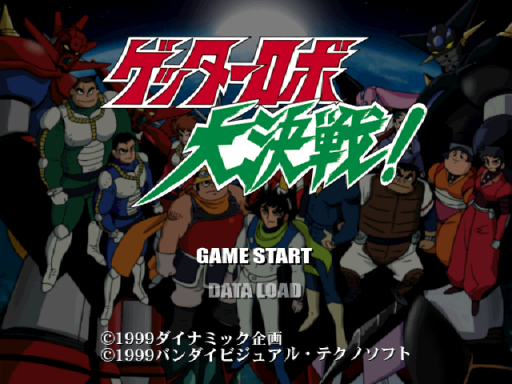 ゲッターロボ
大決戦!
GAME START
DATA LOAD
©1999ダイナミック企画
©1999バンダイビジュアル・テクノソフト